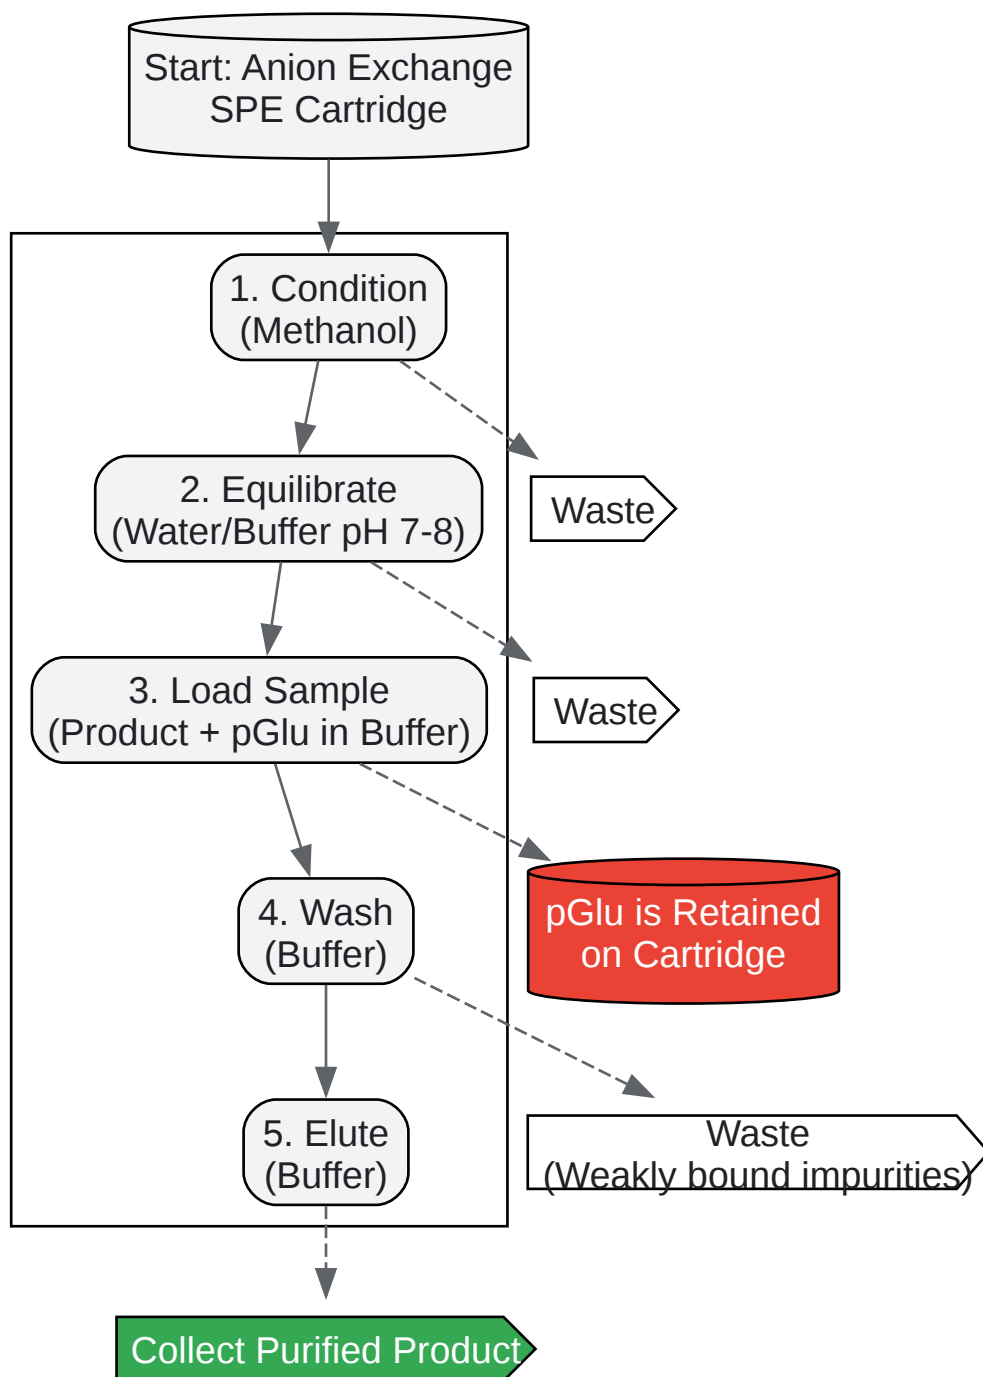 Start: Anion Exchange
SPE Cartridge
1. Condition
(Methanol)
2. Equilibrate
(Water/Buffer pH 7-8)
Waste
3. Load Sample
(Product + pGlu in Buffer)
Waste
4. Wash
(Buffer)
pGlu is Retained
on Cartridge
5. Elute
(Buffer)
Waste
(Weakly bound impurities)
Collect Purified Product